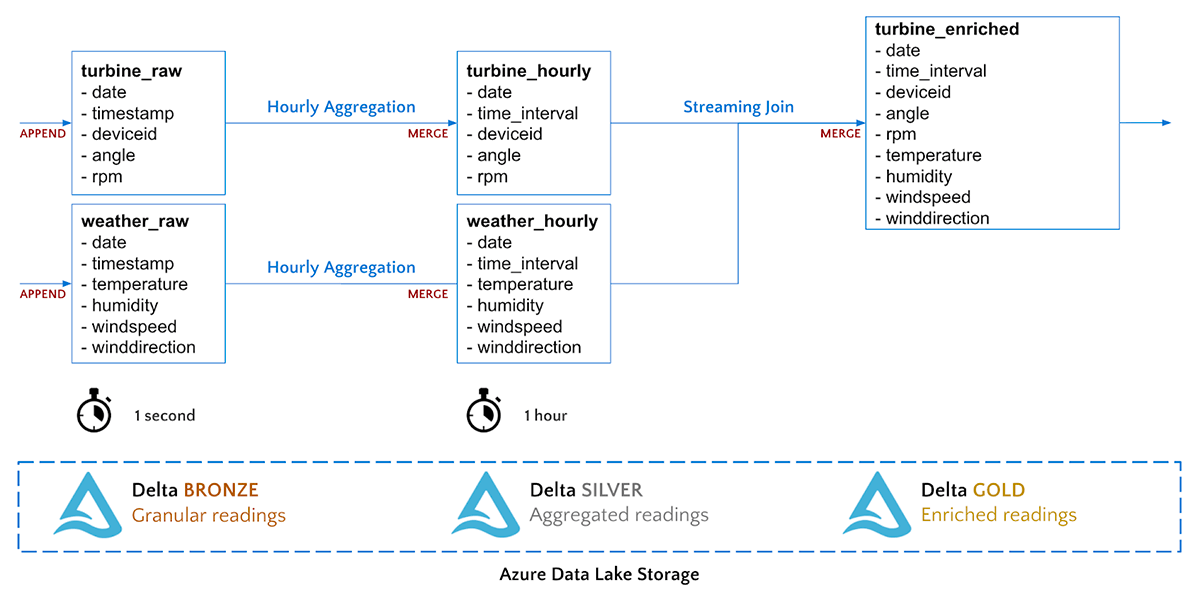 turbine_raw
- date
- timestamp
- deviceid
- angle
- rpm
APPEND
Hourly Aggregation
MERGE
turbine_hourly
- date
- time_interval
- deviceid
- angle
- rpm
Streaming Join
MERGE
turbine_enriched
- date
- time_interval
- deviceid
- angle
- rpm
- temperature
- humidity
- windspeed
- winddirection
weather_raw
- date
- timestamp
- temperature
- humidity
- windspeed
- winddirection
APPEND
Hourly Aggregation
MERGE
weather_hourly
- date
- time_interval
- temperature
- humidity
- windspeed
- winddirection
1 second
1 hour
Delta BRONZE
Granular readings
Delta SILVER
Aggregated readings
Delta GOLD
Enriched readings
Azure Data Lake Storage